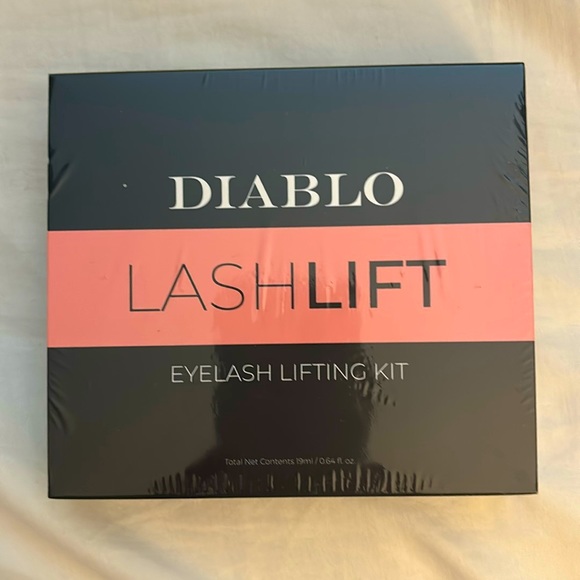 DIABLO
LASHLIFT
EYELASH LIFTING KIT
Total Net Contents 19ml / 0.64 fl. oz.